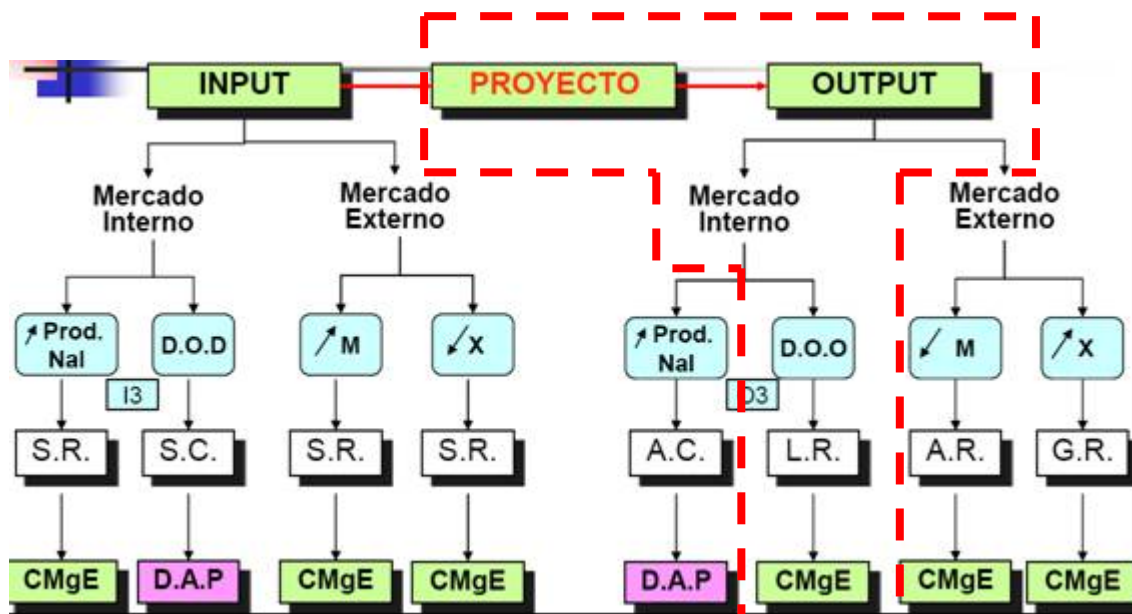 INPUT
PROYECTO
OUTPUT
Mercado
Interno
Mercado
Externo
Mercado
Interno
Mercado
Externo
Prod.
Nal
D.O.D
M
X
Prod.
Nal
D.O.O
M
X
I3
O3
S.R.
S.C.
S.R.
S.R.
A.C.
L.R.
A.R.
G.R.
CMgE
D.A.P
CMgE
CMgE
D.A.P
CMgE
CMgE
CMgE